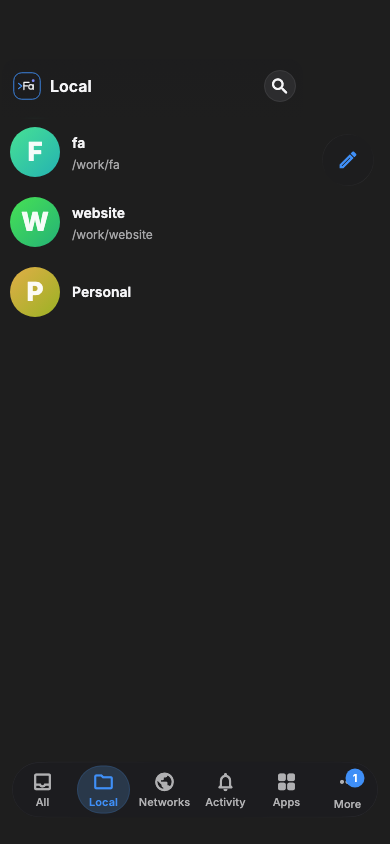 >Fa
Local
F
fa
/work/fa
W
website
/work/website
P
Personal
1
All
Local
Networks
Activity
Apps
More